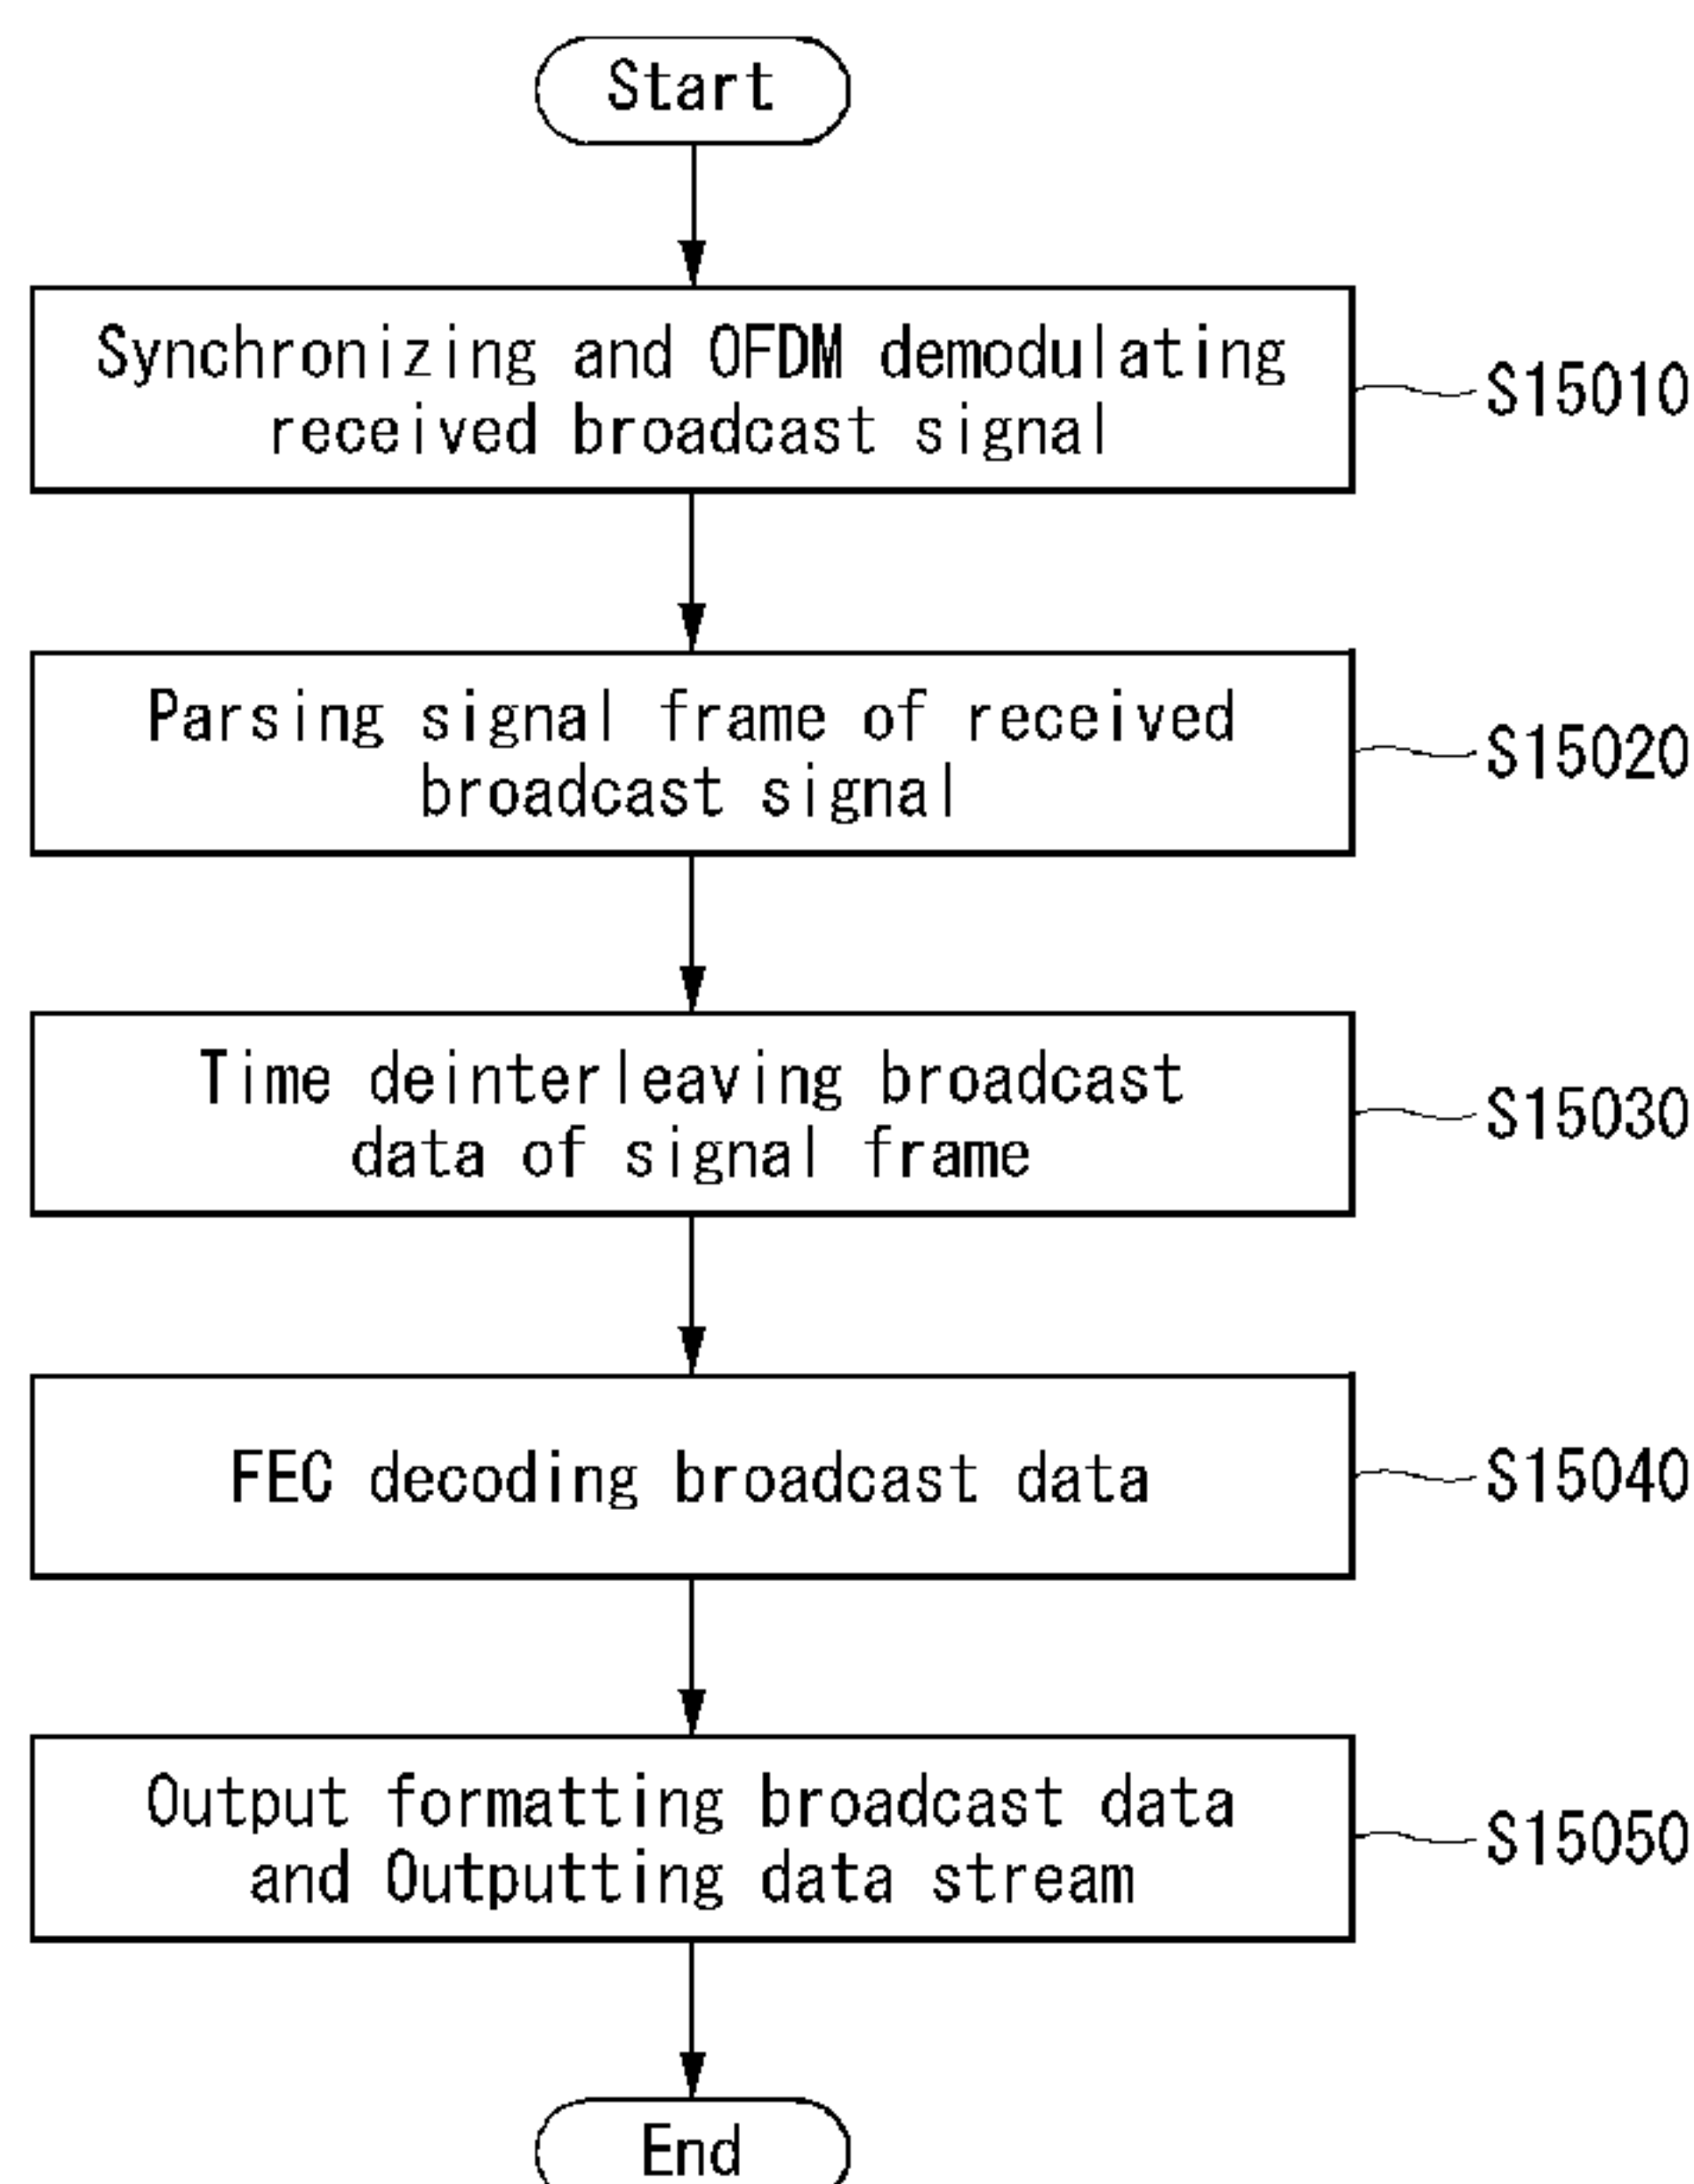 Start
Synchronizing and OFDM demodulating
received broadcast signal
S15010
Parsing signal frame of received
broadcast signal
S15020
Time deinterleaving broadcast
data of signal frame
S15030
FEC decoding broadcast data
S15040
Output formatting broadcast data
and Outputting data stream
S15050
End